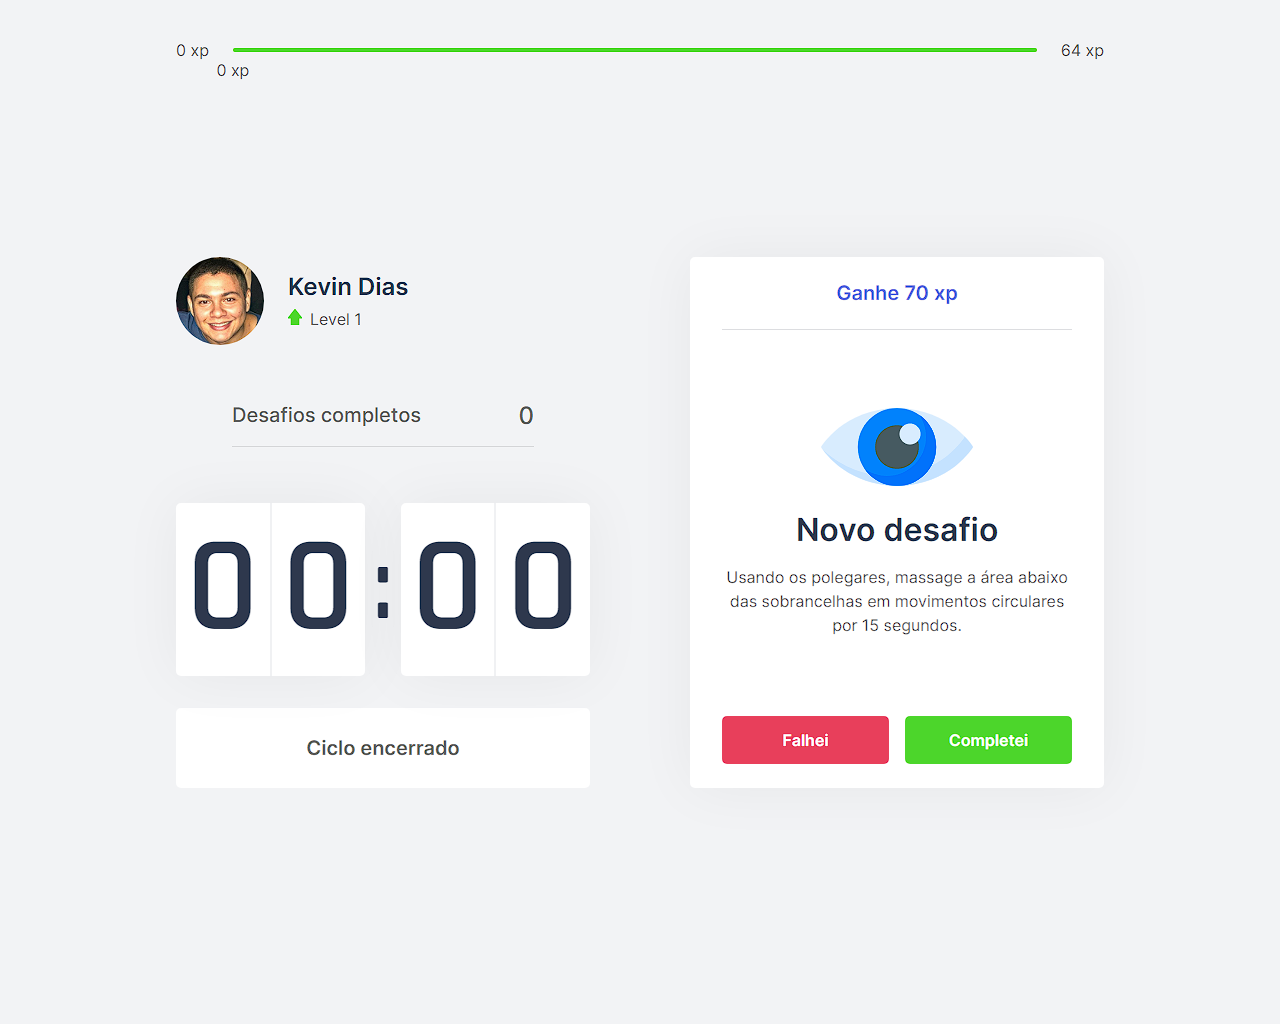 0 xp
64 xp
0 xp
Kevin Dias
Level 1
Desafios completos
0
00:00
Ciclo encerrado
Ganhe 70 xp
Novo desafio
Usando os polegares, massage a área abaixo
das sobrancelhas em movimentos circulares
por 15 segundos.
Falhei
Completei